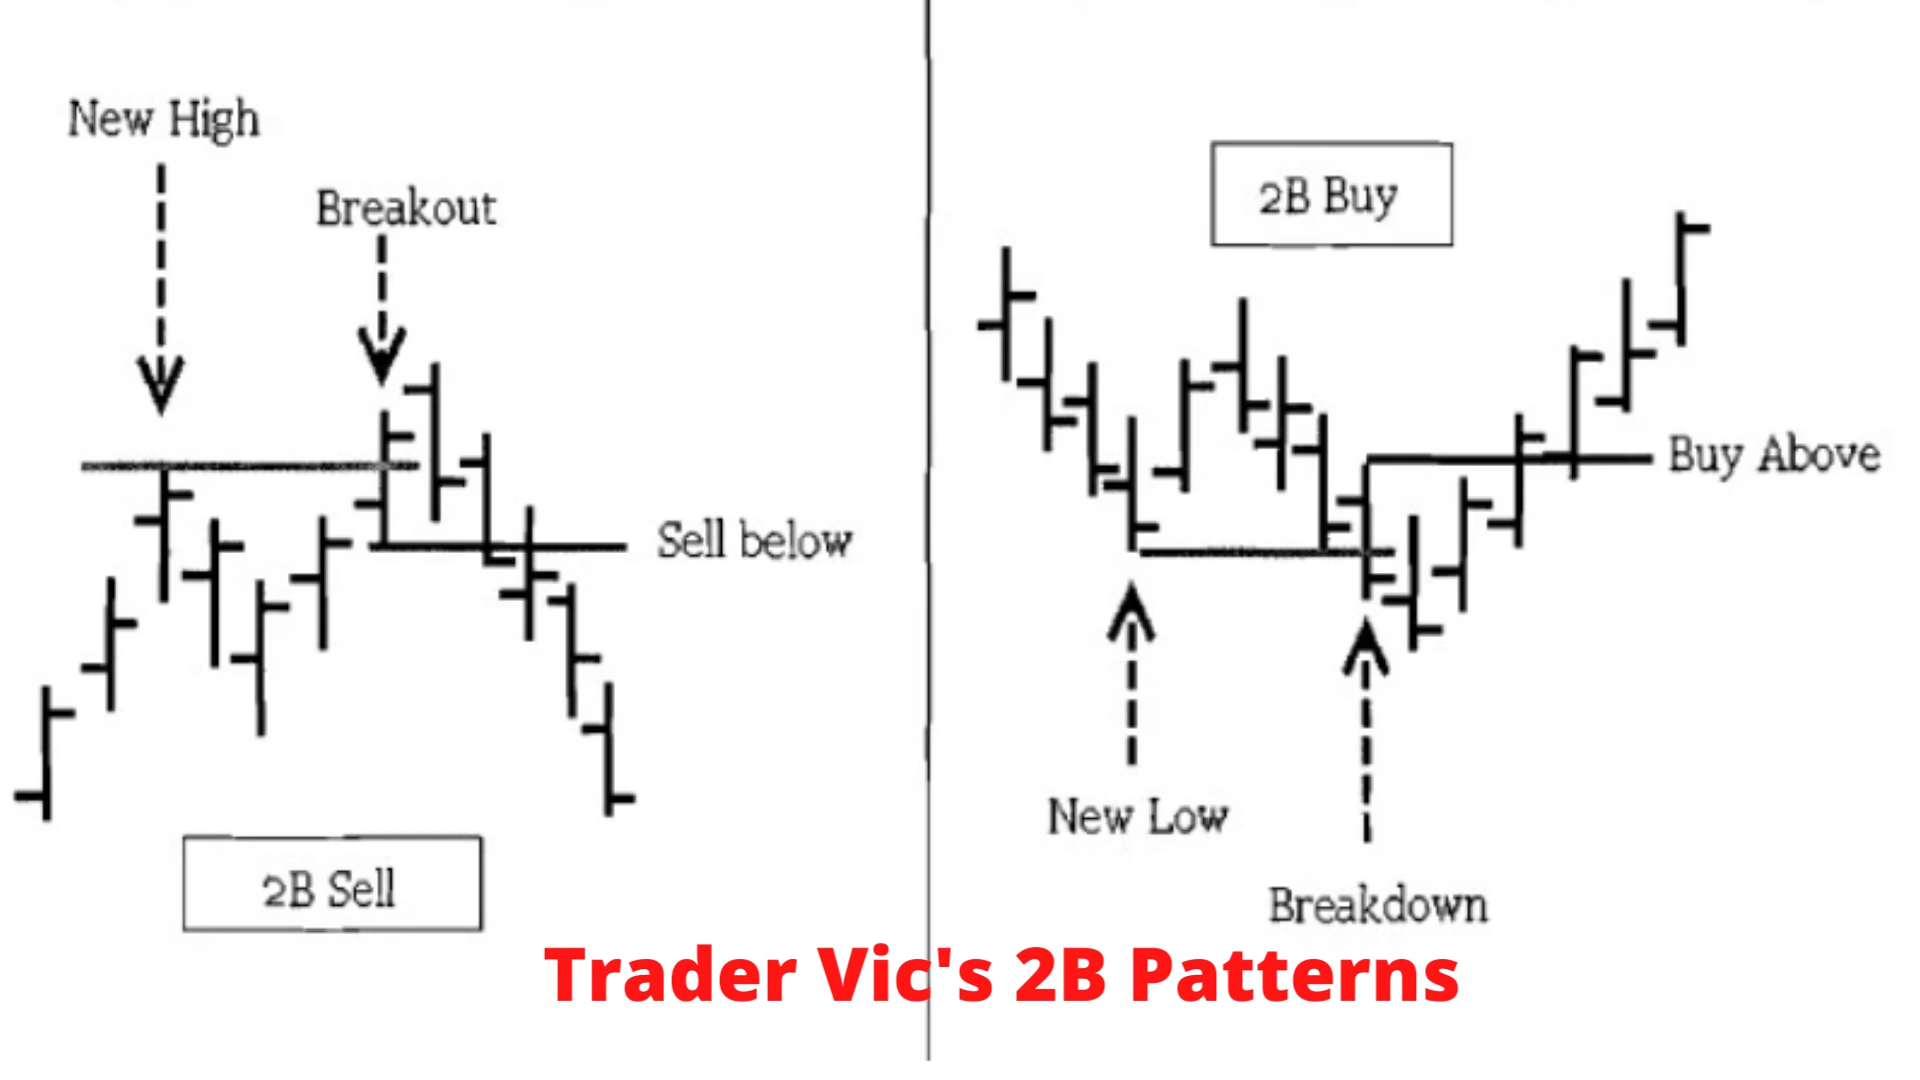 New High
Breakout
Sell below
2B Sell
2B Buy
Buy Above
New Low
Breakdown
Trader Vic's 2B Patterns